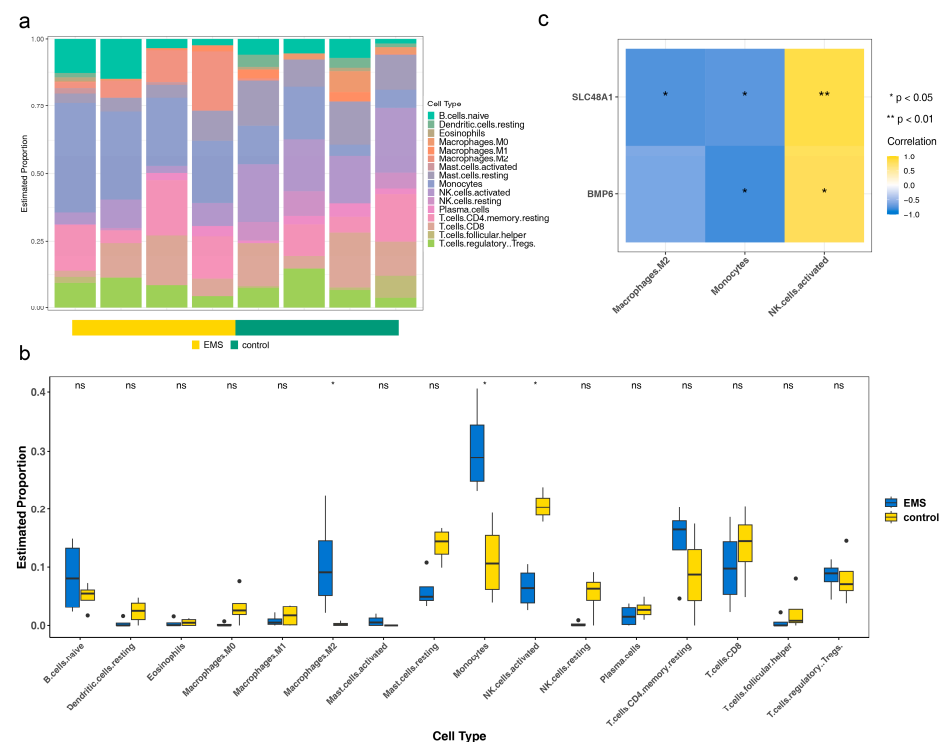 a
1.00
0.75
0.50
0.25
0.00
Estimated Proportion
Cell Type
B.cells.naive
Dendritic.cells.resting
Eosinophils
Macrophages.M0
Macrophages.M1
Macrophages.M2
Mast.cells.activated
Mast.cells.resting
Monocytes
NK.cells.activated
NK.cells.resting
Plasma.cells
T.cells.CD4.memory.resting
T.cells.CD8
T.cells.follicular.helper
T.cells.regulatory..Tregs.
EMS
control
c
SLC48A1
BMP6
* * **
* *
Macrophages.M2
Monocytes
NK.cells.activated
* p < 0.05
** p < 0.01
Correlation
1.0
0.5
0.0
−0.5
−1.0
b
ns ns ns ns ns * ns ns * * ns ns ns ns ns ns
0.4
0.3
0.2
0.1
0.0
Estimated Proportion
B.cells.naive
Dendritic.cells.resting
Eosinophils
Macrophages.M0
Macrophages.M1
Macrophages.M2
Mast.cells.activated
Mast.cells.resting
Monocytes
NK.cells.activated
NK.cells.resting
Plasma.cells
T.cells.CD4.memory.resting
T.cells.CD8
T.cells.follicular.helper
T.cells.regulatory..Tregs.
Cell Type
EMS
control